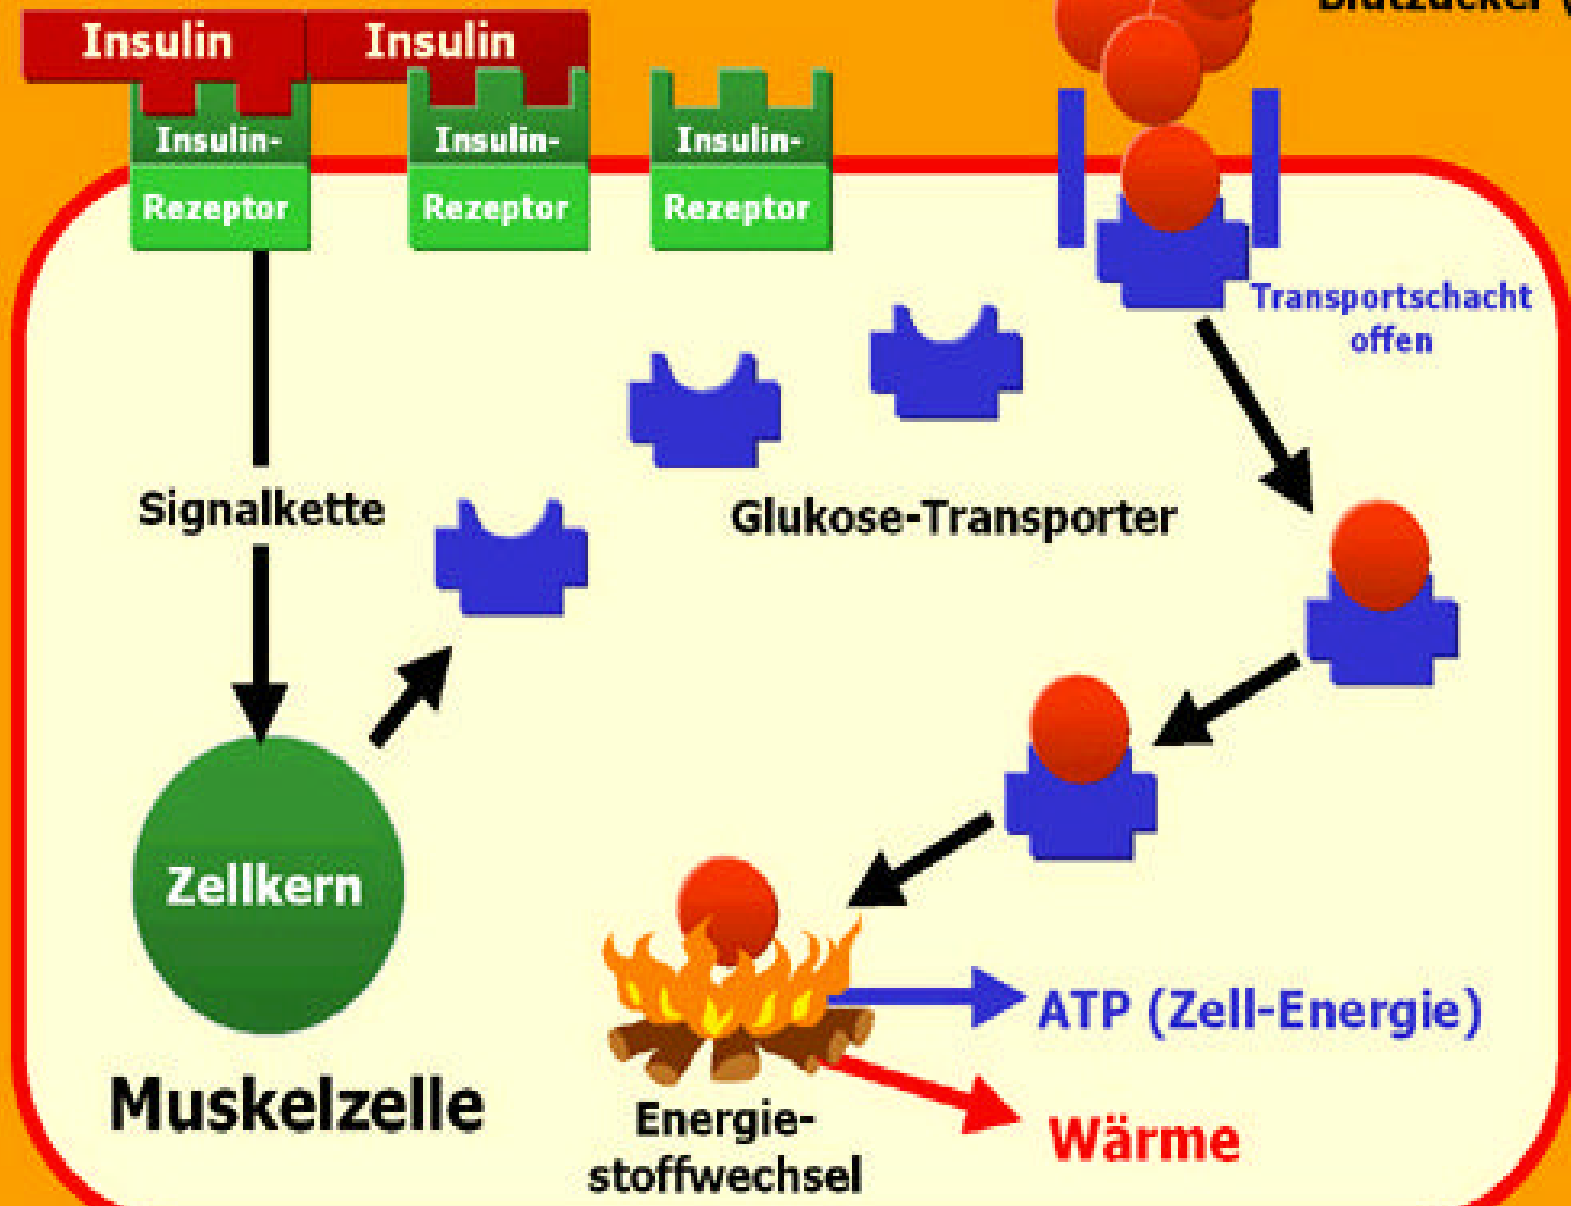 Insulin
Insulin
Blutzucker
Insulin-
Rezeptor
Insulin-
Rezeptor
Insulin-
Rezeptor
Transportschacht
offen
Signalkette
Glukose-Transporter
Zellkern
Muskelzelle
Energie-
stoffwechsel
ATP (Zell-Energie)
Wärme